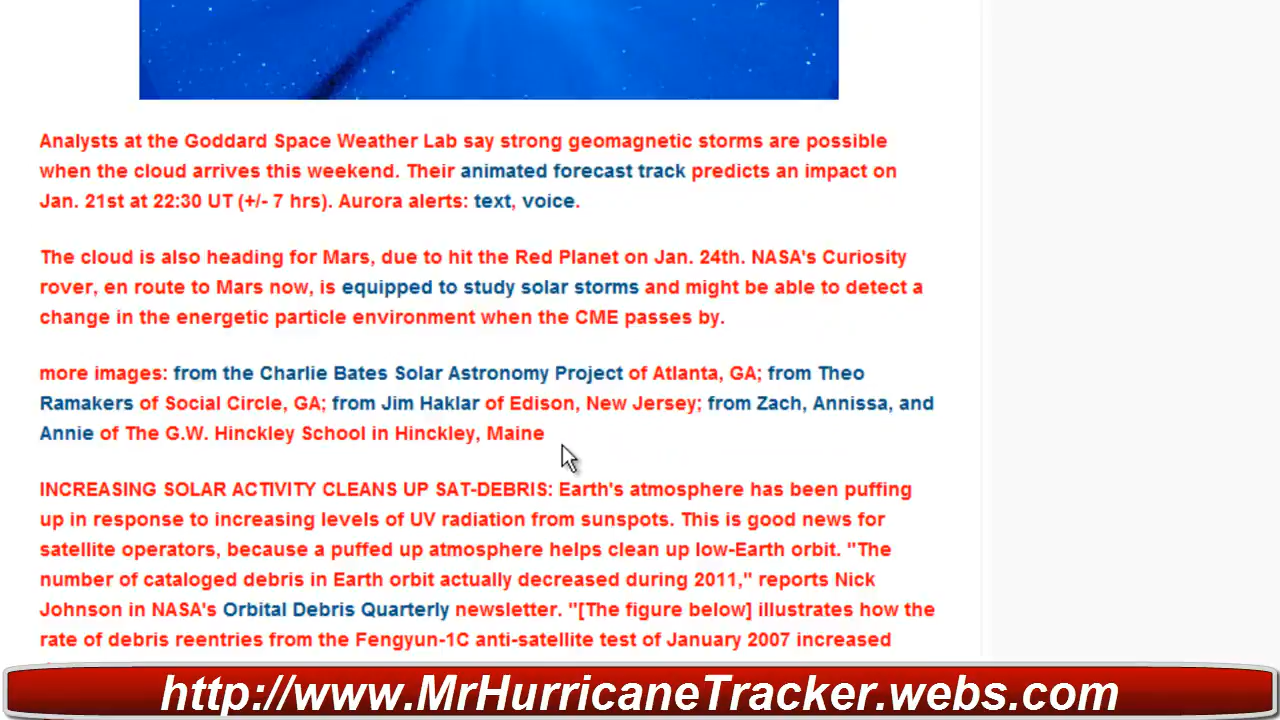 Analysts at the Goddard Space Weather Lab say strong geomagnetic storms are possible
when the cloud arrives this weekend. Their animated forecast track predicts an impact on
Jan. 21st at 22:30 UT (+/- 7 hrs). Aurora alerts: text, voice.
The cloud is also heading for Mars, due to hit the Red Planet on Jan. 24th. NASA's Curiosity
rover, en route to Mars now, is equipped to study solar storms and might be able to detect a
change in the energetic particle environment when the CME passes by.
more images: from the Charlie Bates Solar Astronomy Project of Atlanta, GA; from Theo
Ramakers of Social Circle, GA; from Jim Haklar of Edison, New Jersey; from Zach, Annissa, and
Annie of The G.W. Hinckley School in Hinckley, Maine
INCREASING SOLAR ACTIVITY CLEANS UP SAT-DEBRIS: Earth's atmosphere has been puffing
up in response to increasing levels of UV radiation from sunspots. This is good news for
satellite operators, because a puffed up atmosphere helps clean up low-Earth orbit. "The
number of cataloged debris in Earth orbit actually decreased during 2011," reports Nick
Johnson in NASA's Orbital Debris Quarterly newsletter. "[The figure below] illustrates how the
rate of debris reentries from the Fengyun-1C anti-satellite test of January 2007 increased
http://www.MrHurricaneTracker.webs.com